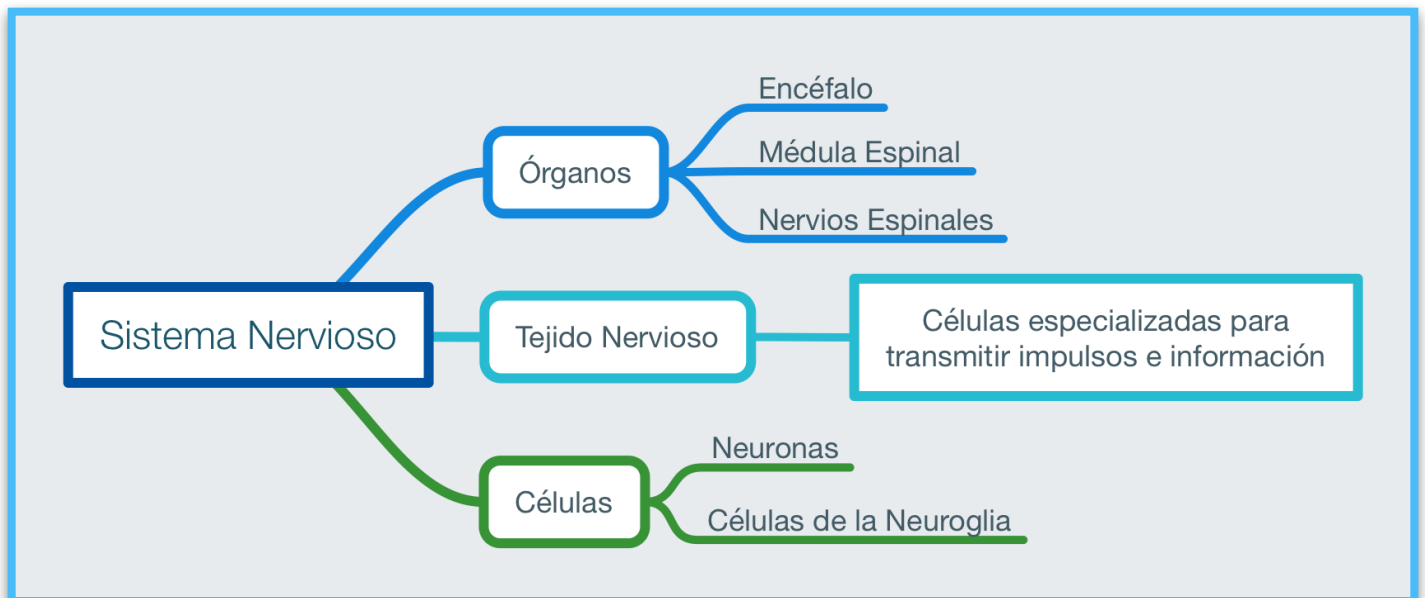 Encéfalo
Médula Espinal
Órganos
Nervios Espinales
Sistema Nervioso
Tejido Nervioso
Células especializadas para
transmitir impulsos e información
Neuronas
Células
Células de la Neuroglia